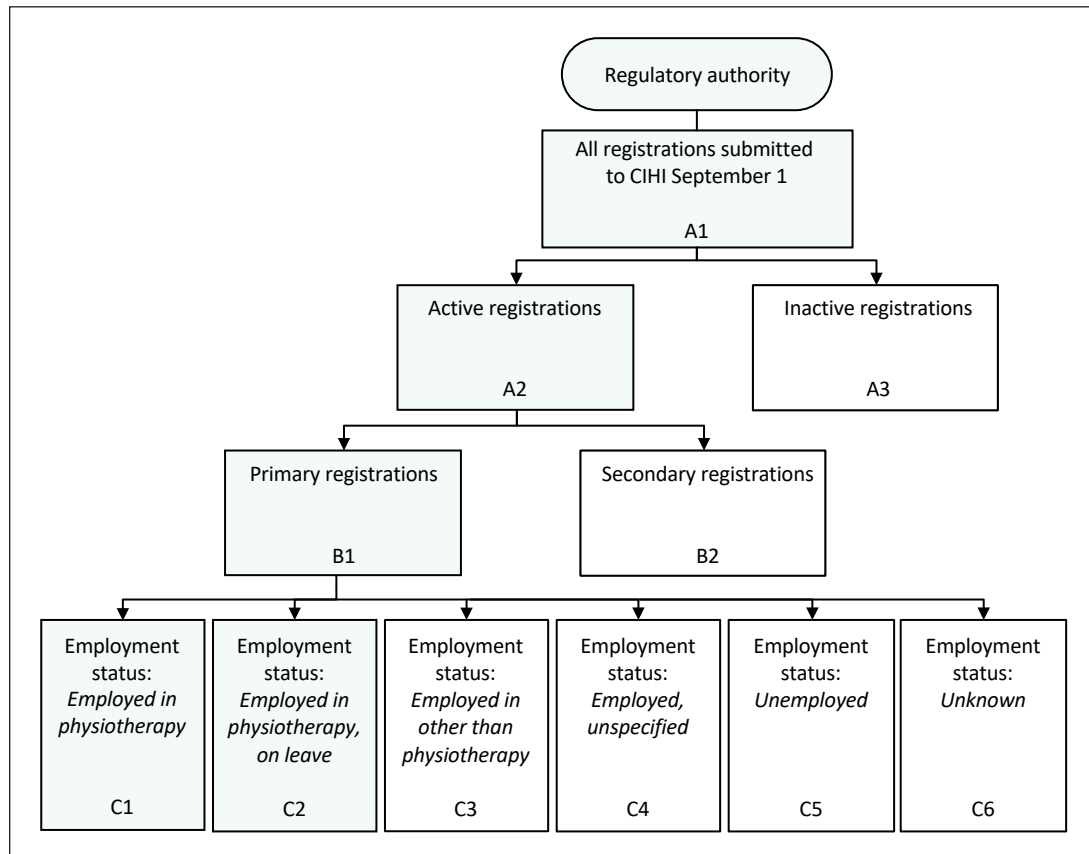 Regulatory authority
All registrations submitted
to CIHI September 1
A1
Active registrations
A2
Inactive registrations
A3
Primary registrations
B1
Secondary registrations
B2
Employment
status:
Employed in
physiotherapy
C1
Employment
status:
Employed in
physiotherapy,
on leave
C2
Employment
status:
Employed in
other than
physiotherapy
C3
Employment
status:
Employed,
unspecified
C4
Employment
status:
Unemployed
C5
Employment
status:
Unknown
C6